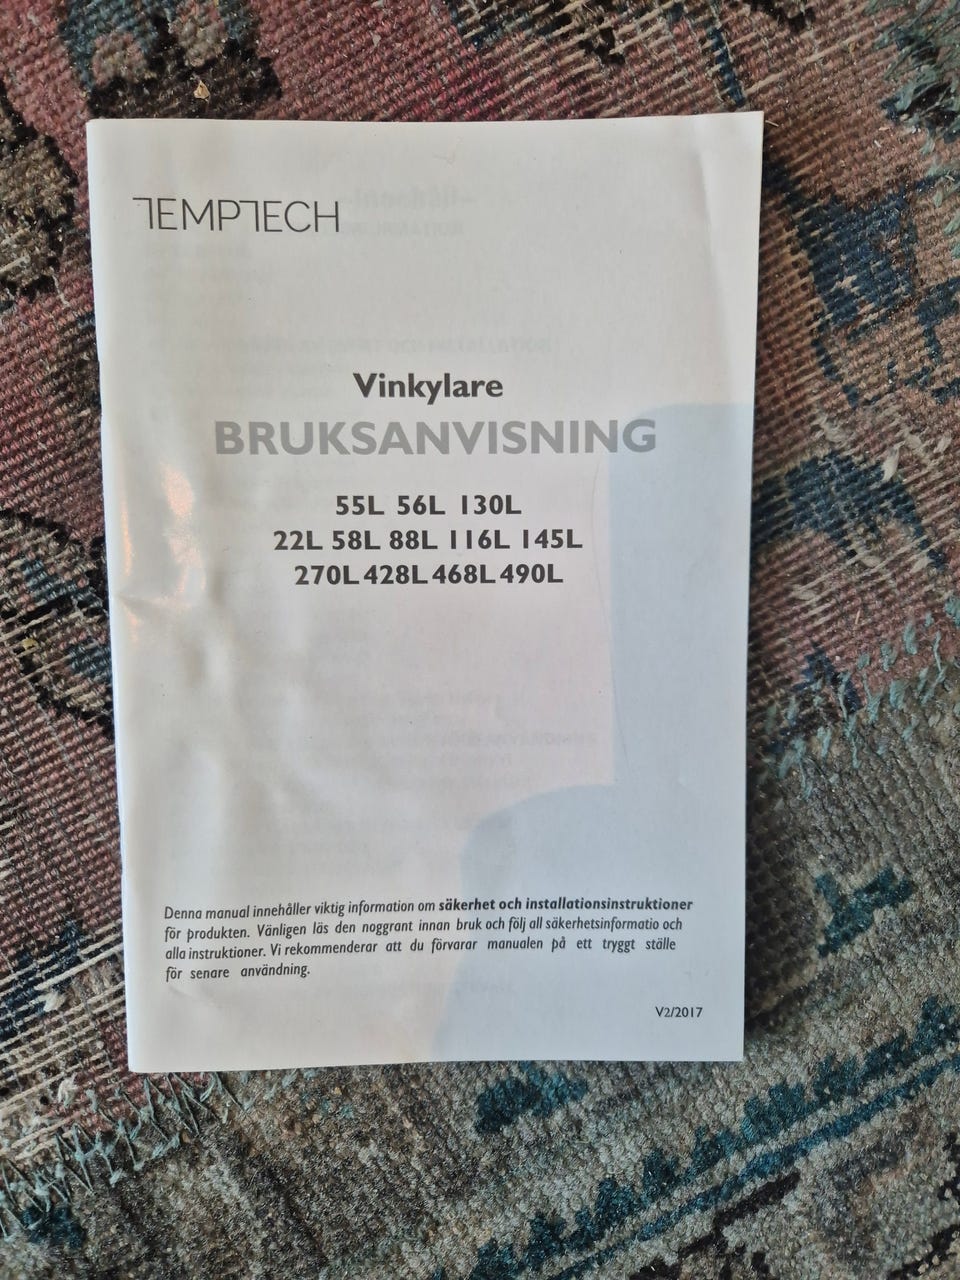 TEMPTECH
Vinkylare
BRUKSANVISNING
55L 56L 130L
22L 58L 88L 116L 145L
270L 428L 468L 490L
Denna manual innehåller viktig information om säkerhet och installationsinstruktioner
för produkten. Vänligen läs den noggrant innan bruk och följ all säkerhetsinformatio och
alla instruktioner. Vi rekommenderar att du förvarar manualen på ett tryggt ställe
för senare användning.
V2/2017